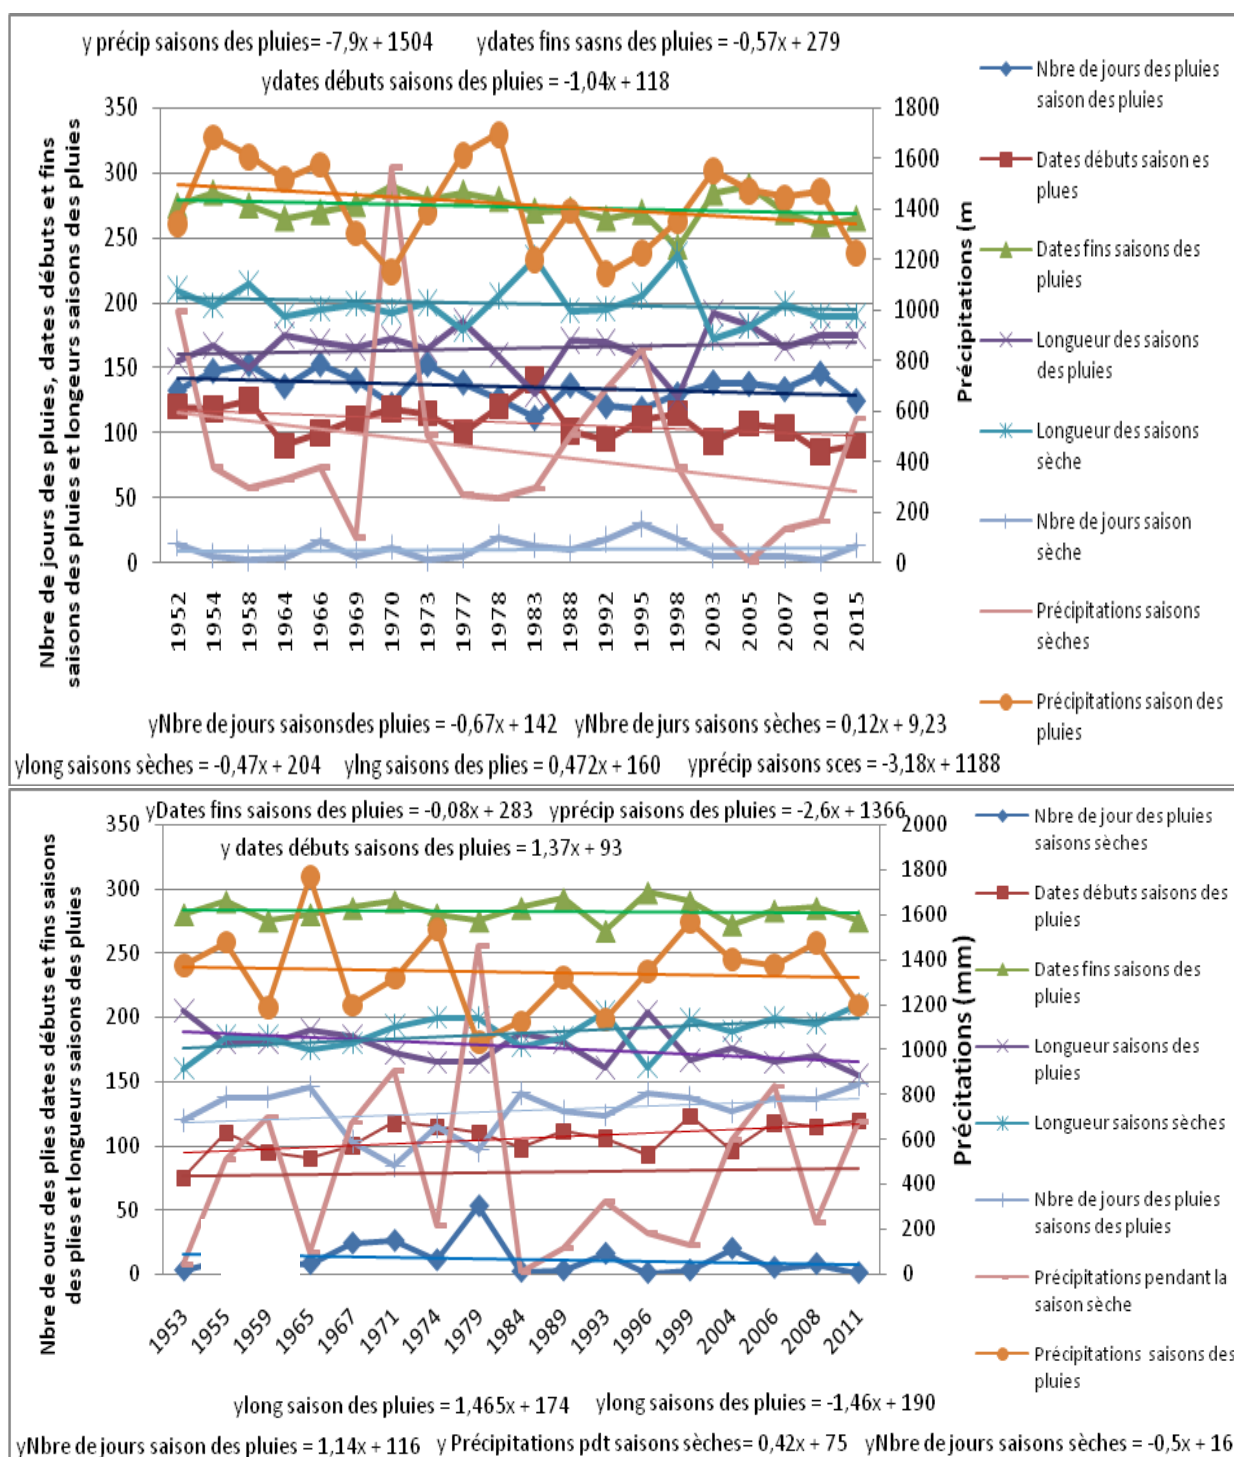 y précip saisons des pluies= -7,9x + 1504 ydates fins sasns des pluies = -0,57x + 279
ydates débuts saisons des pluies = -1,04x + 118
Nbre de jours des pluies, dates débuts et fins
saisons des pluies et longeurs saisons des pluies
350
300
250
200
150
100
50
0
1800
1600
1400
1200
1000
800
600
400
200
0
Précipitations (m
1952
1954
1958
1964
1966
1969
1970
1973
1977
1978
1983
1988
1992
1995
1998
2003
2005
2007
2010
2015
Nbre de jours des pluies
saison des pluies
Dates débuts saison es
plues
Dates fins saisons des
pluies
Longueur des saisons
des pluies
Longueur des saisons
sèche
Nbre de jours saison
sèche
Précipitations saisons
sèches
Précipitations saison des
pluies
yNbre de jours saisonsdes pluies = -0,67x + 142 yNbre de jurs saisons sèches = 0,12x + 9,23
ylong saisons sèches = -0,47x + 204 ylng saisons des plies = 0,472x + 160 yprécip saisons sces = -3,18x + 1188
yDates fins saisons des pluies = -0,08x + 283 yprécip saisons des pluies = -2,6x + 1366
y dates débuts saisons des pluies = 1,37x + 93
Nbre de ours des plies dates débuts et fins saisons
des plies et longueurs saisons des pluies
350
300
250
200
150
100
50
0
2000
1800
1600
1400
1200
1000
800
600
400
200
0
Précitations (mm)
1953
1955
1959
1965
1967
1971
1974
1979
1984
1989
1993
1996
1999
2004
2006
2008
2011
Nbre de jour des pluies
saisons sèches
Dates débuts saisons des
pluies
Dates fins saisons des
pluies
Longueur saisons des
pluies
Longueur saisons sèches
Nbre de jours des pluies
saisons des pluies
Précipitations pendant la
saison sèche
Précipitations saisons des
pluies
ylong saison des pluies = 1,465x + 174 ylong saisons des pluies = -1,46x + 190
yNbre de jours saison des pluies = 1,14x + 116 y Précipitations pdt saisons sèches= 0,42x + 75 yNbre de jours saisons sèches = -0,5x + 16